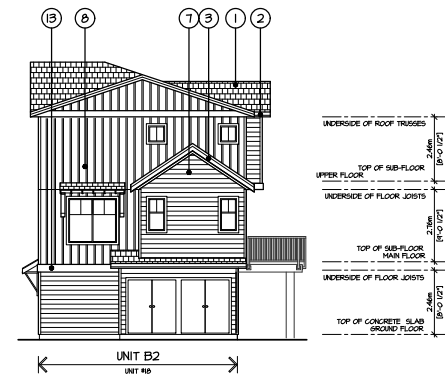 13 8 7 3 1 2
UNDERSIDE OF ROOF TRUSSES
2.46m
[8'-0 1/2"]
TOP OF SUB-FLOOR
UPPER FLOOR
UNDERSIDE OF FLOOR JOISTS
2.76m
[9'-0 1/2"]
TOP OF SUB-FLOOR
MAIN FLOOR
UNDERSIDE OF FLOOR JOISTS
2.46m
[8'-0 1/2"]
TOP OF CONCRETE SLAB
GROUND FLOOR
UNIT B2
UNIT #18